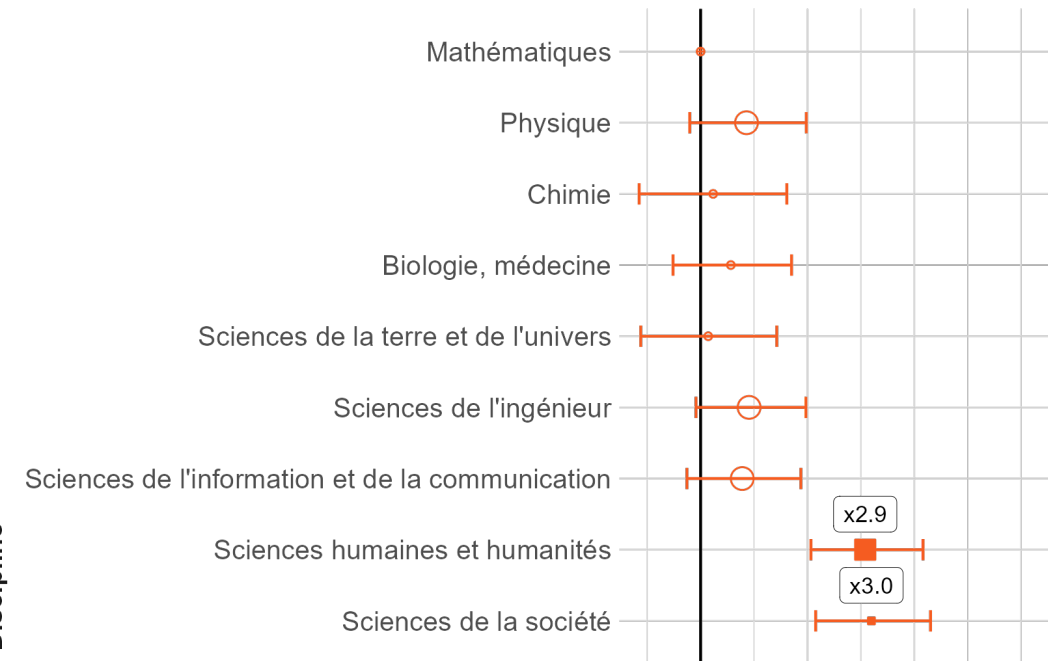 Mathématiques
Physique
Chimie
Biologie, médecine
Sciences de la terre et de l'univers
Sciences de l'ingénieur
Sciences de l'information et de la communication
x2.9
Sciences humaines et humanités
x3.0
Sciences de la société